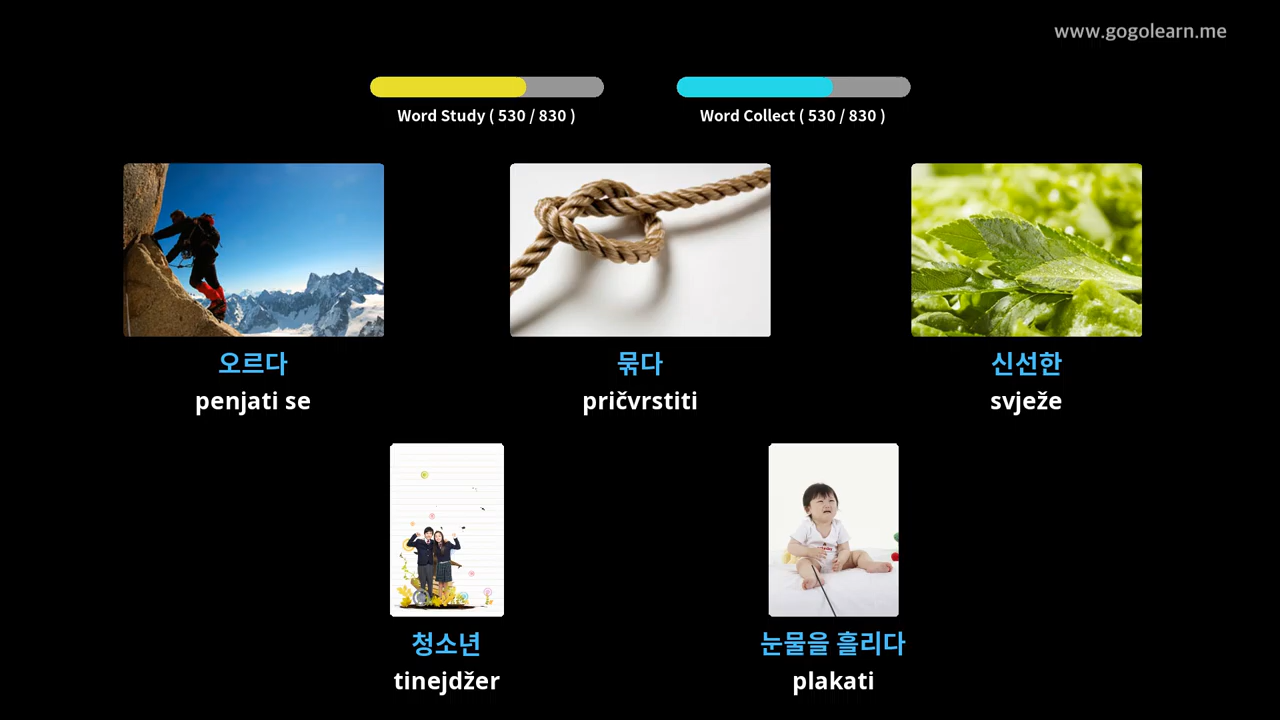 www.gogolearn.me
Word Study ( 530 / 830 )
Word Collect ( 530 / 830 )
오르다
묶다
신선한
penjati se
pričvrstiti
svježe
청소년
눈물을 흘리다
tinejdžer
plakati